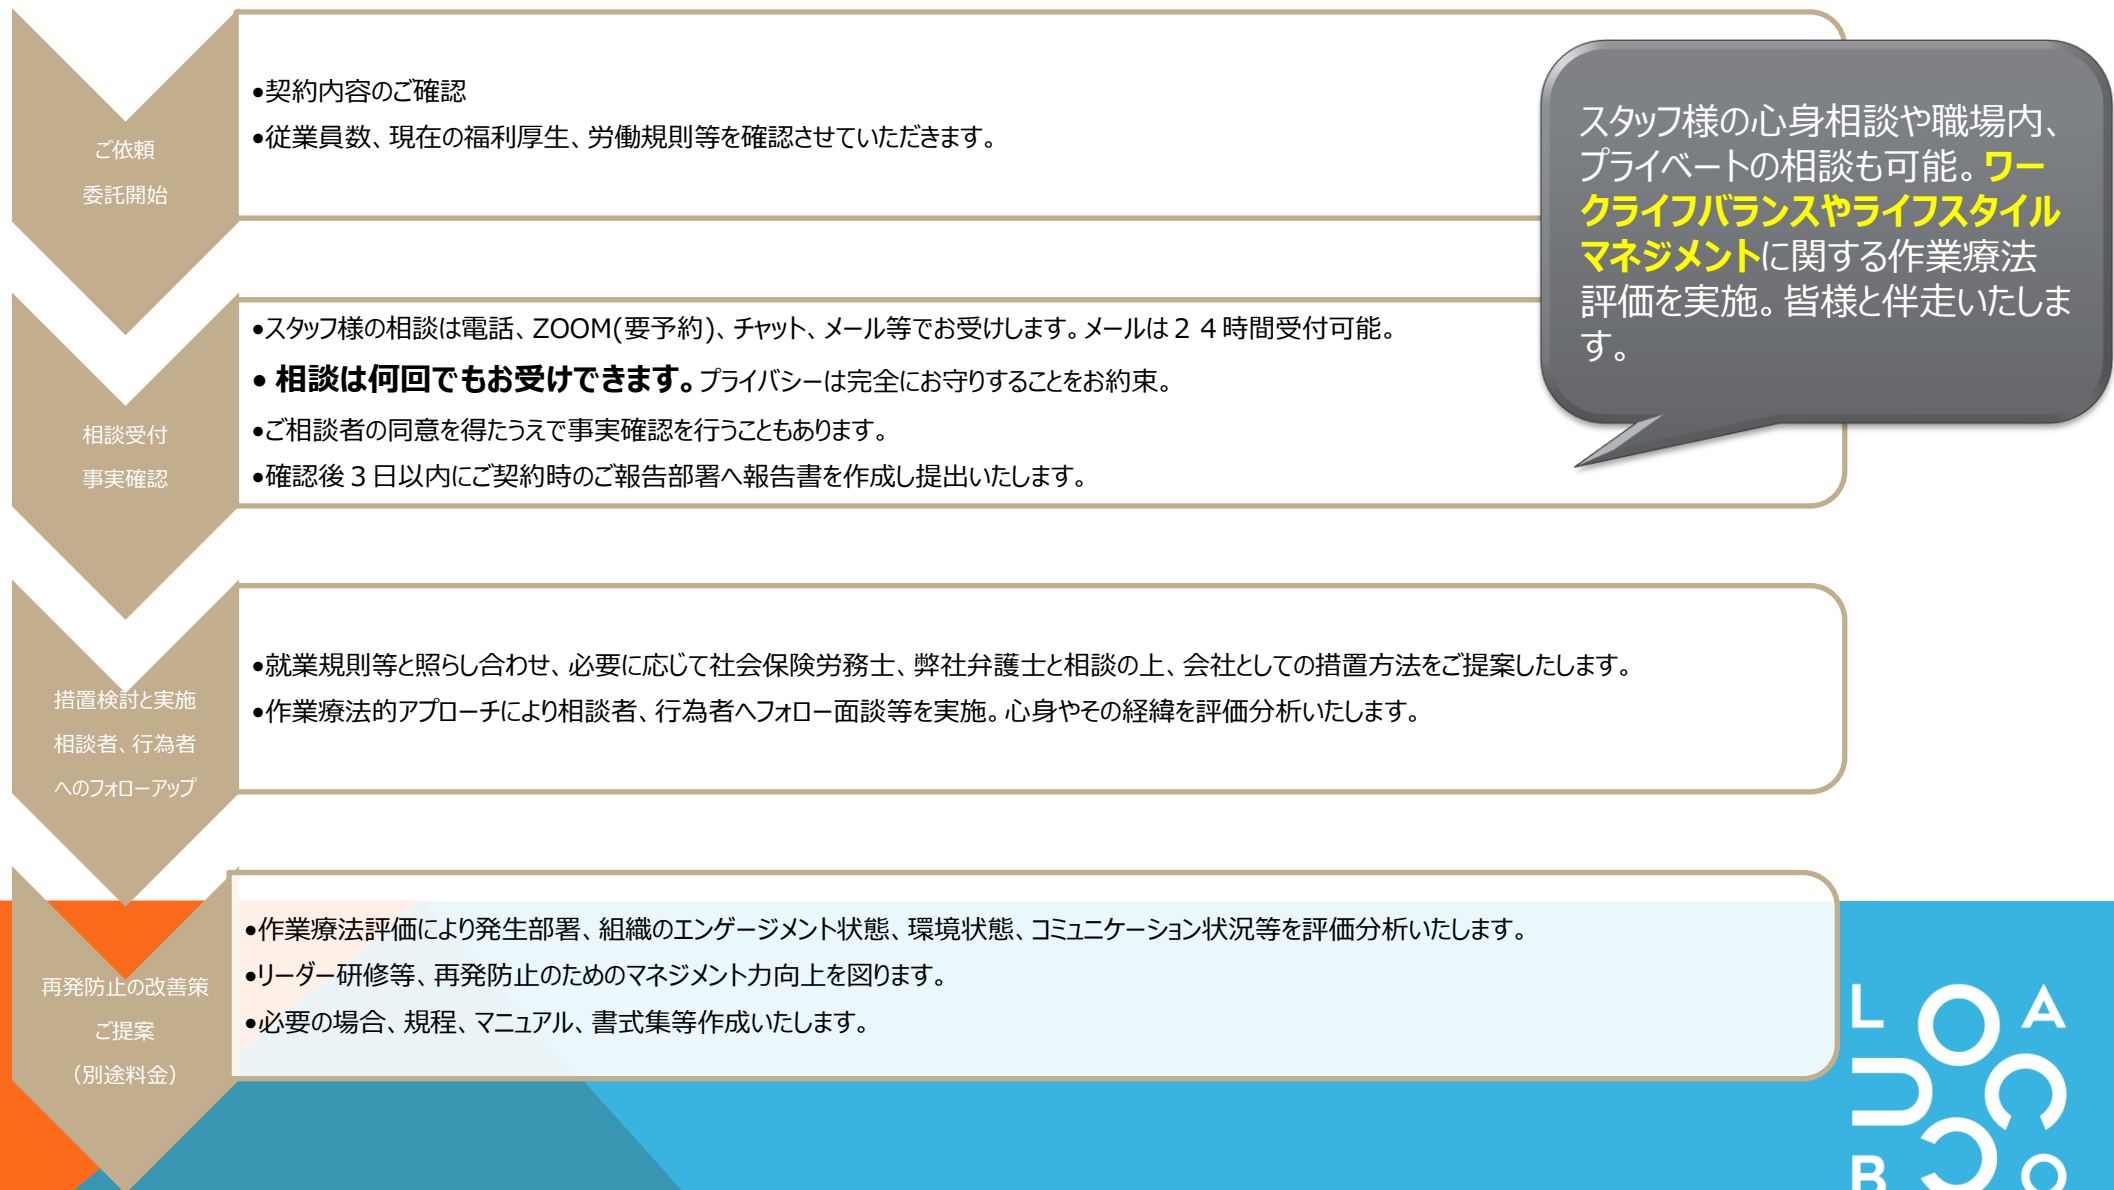 ご依頼
委託開始
•契約内容のご確認
•従業員数、現在の福利厚生、労働規則等を確認させていただきます。
スタッフ様の心身相談や職場内、
プライベートの相談も可能。ワー
クライフバランスやライフスタイル
マネジメントに関する作業療法
評価を実施。皆様と伴走いたしま
す。
相談受付
事実確認
•スタッフ様の相談は電話、ZOOM(要予約)、チャット、メール等でお受けします。メールは24時間受付可能。
•相談は何回でもお受けできます。プライバシーは完全にお守りすることをお約束。
•ご相談者の同意を得たうえで事実確認を行うこともあります。
•確認後3日以内にご契約時のご報告部署へ報告書を作成し提出いたします。
措置検討と実施
相談者、行為者
へのフォローアップ
•就業規則等と照らし合わせ、必要に応じて社会保険労務士、弊社弁護士と相談の上、会社としての措置方法をご提案したします。
•作業療法的アプローチにより相談者、行為者へフォロー面談等を実施。心身やその経緯を評価分析いたします。
再発防止の改善策
ご提案
（別途料金）
•作業療法評価により発生部署、組織のエンゲージメント状態、環境状態、コミュニケーション状況等を評価分析いたします。
•リーダー研修等、再発防止のためのマネジメント力向上を図ります。
•必要の場合、規程、マニュアル、書式集等作成いたします。
L O A
B O